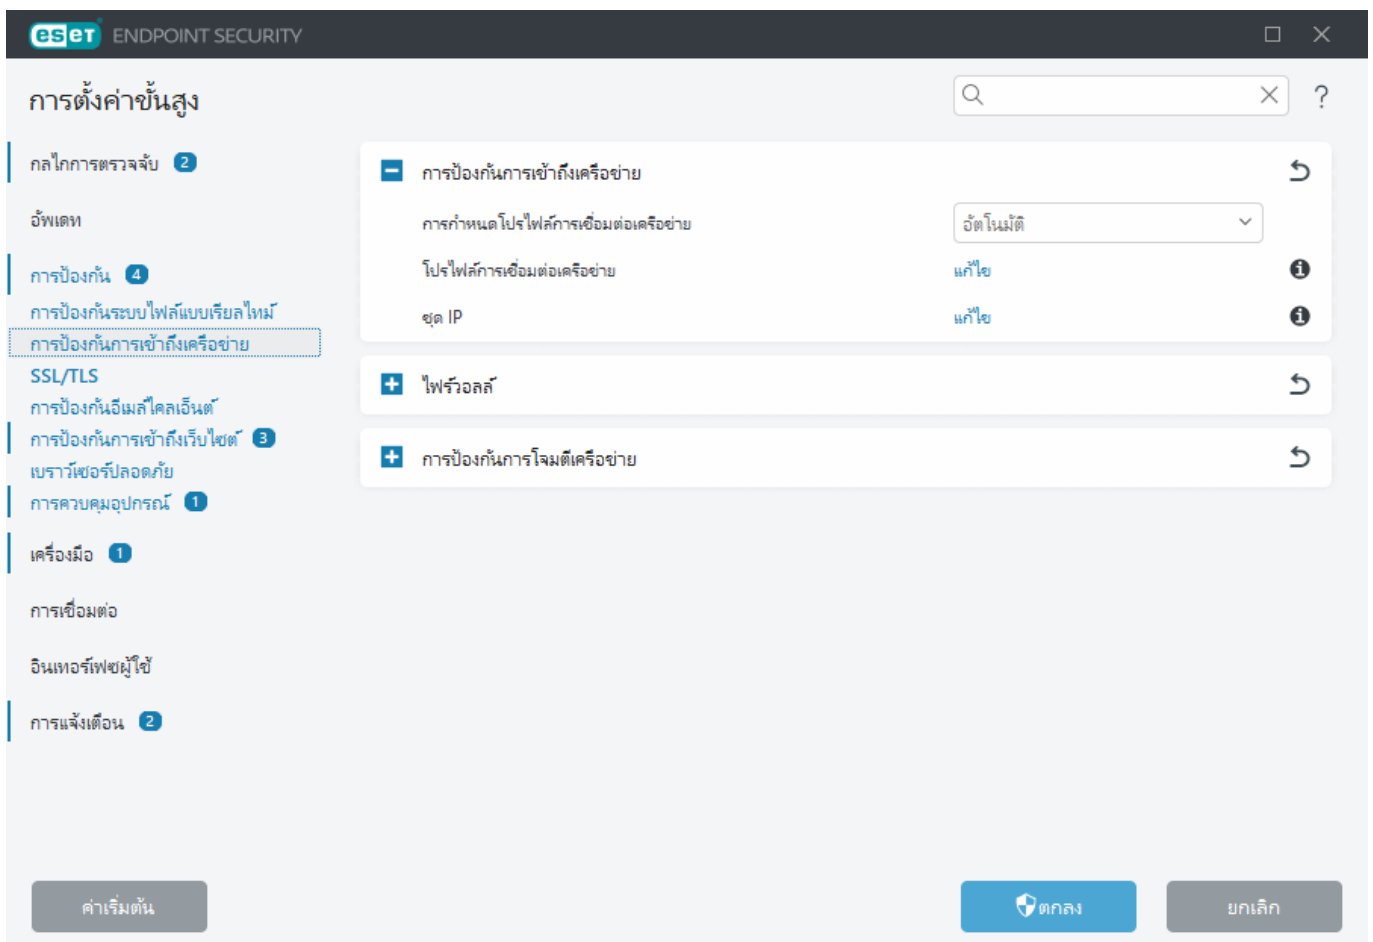 eset ENDPOINT SECURITY
การตั้งค่าขั้นสูง
?
กลไกการตรวจจับ 2
อัพเดท
การป้องกัน 4
การป้องกันระบบไฟล์แบบเรียลไทม์
การป้องกันการเข้าถึงเครือข่าย
SSL/TLS
การป้องกันอีเมลไคลเอ็นต์
การป้องกันการเข้าถึงเว็บไซต์ 3
เบราว์เซอร์ปลอดภัย
การควบคุมอุปกรณ์ 1
เครื่องมือ 1
การเชื่อมต่อ
อินเทอร์เฟซผู้ใช้
การแจ้งเตือน 2
การป้องกันการเข้าถึงเครือข่าย
การกำหนดโปรไฟล์การเชื่อมต่อเครือข่าย อัตโนมัติ
โปรไฟล์การเชื่อมต่อเครือข่าย แก้ไข
ชุด IP แก้ไข
ไฟร์วอลล์
การป้องกันการโจมตีเครือข่าย
ค่าเริ่มต้น ตกลง ยกเลิก